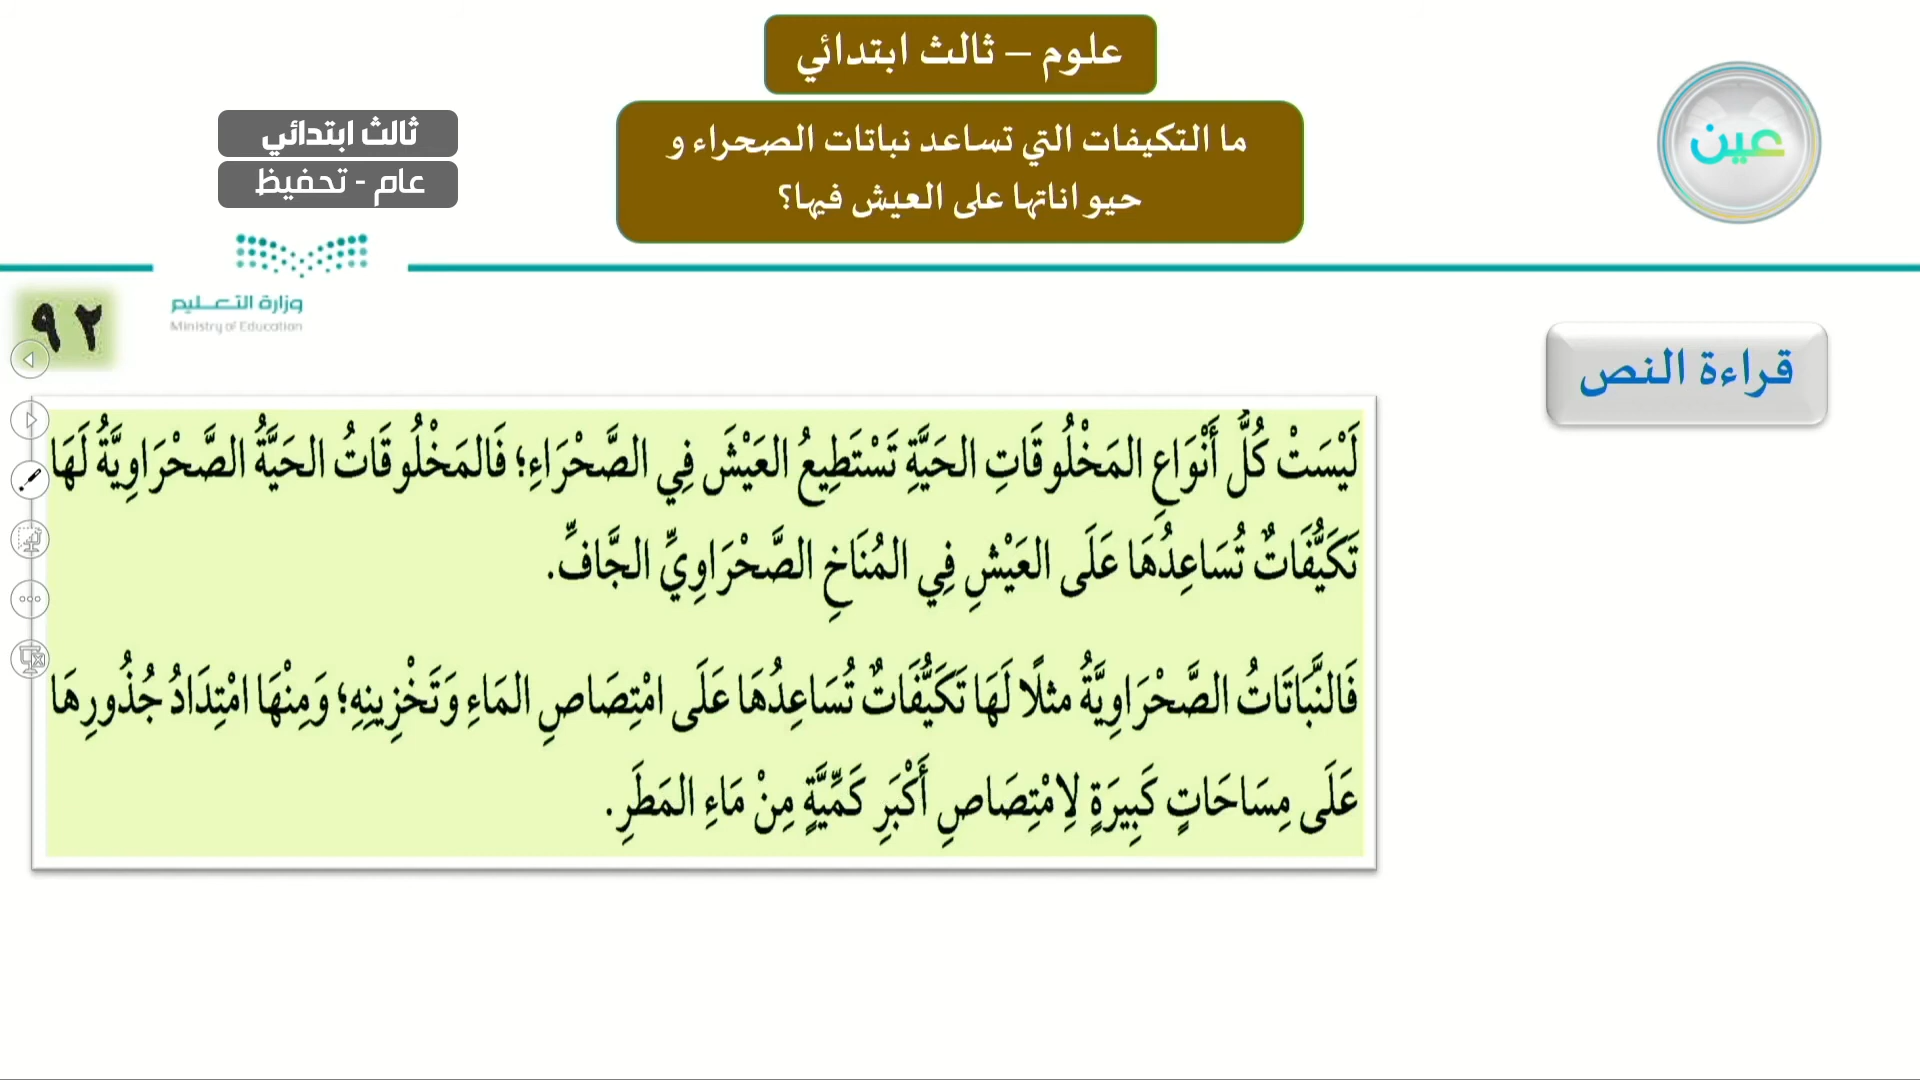 علوم – ثالث ابتدائي
ما التكيفات التي تساعد نباتات الصحراء و
حيواناتها على العيش فيها؟
عين
ثالث ابتدائي
عام - تحفيظ
وزارة التعليم
Ministry of Education
٩٢
قراءة النص
لَيْسَتْ كُلُّ أَنْوَاعِ المَخْلُوقَاتِ الحَيَّةِ تَسْتَطِيعُ العَيْشَ فِي الصَّحْرَاءِ؛ فَالمَخْلُوقَاتُ الحَيَّةُ الصَّحْرَاوِيَّةُ لَهَا
تَكَيُّفَاتٌ تُسَاعِدُهَا عَلَى العَيْشِ فِي المُنَاخِ الصَّحْرَاوِيِّ الجَّافِّ.
فَالنَّبَاتَاتُ الصَّحْرَاوِيَّةُ مثلًا لَهَا تَكَيُّفَاتٌ تُسَاعِدُهَا عَلَى امْتِصَاصِ المَاءِ وَتَخْزِينِهِ؛ وَمِنْهَا امْتِدَادُ جُذُورِهَا
عَلَى مِسَاحَاتٍ كَبِيرَةٍ لِامْتِصَاصِ أَكْبَرِ كَمِّيَّةٍ مِنْ مَاءِ المَطَرِ.